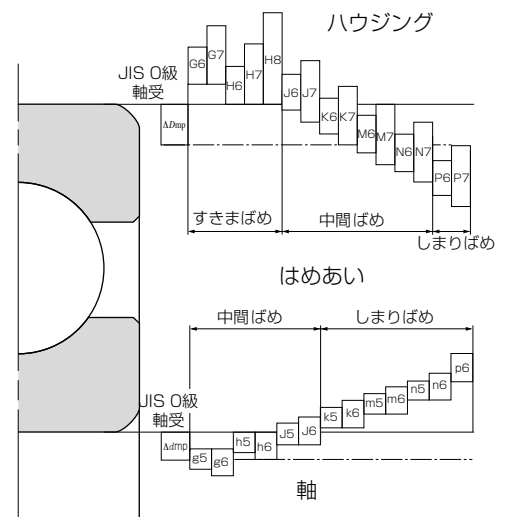 ハウジング
JIS 0級
軸受
ΔDmp
G6
G7
H6
H7
H8
J6
J7
K6
K7
M6
M7
N6
N7
P6
P7
すきまばめ
中間ばめ
しまりばめ
はめあい
中間ばめ
しまりばめ
JIS 0級
軸受
Δdmp
g5
g6
h5
h6
J5
J6
k5
k6
m5
m6
n5
n6
p6
軸